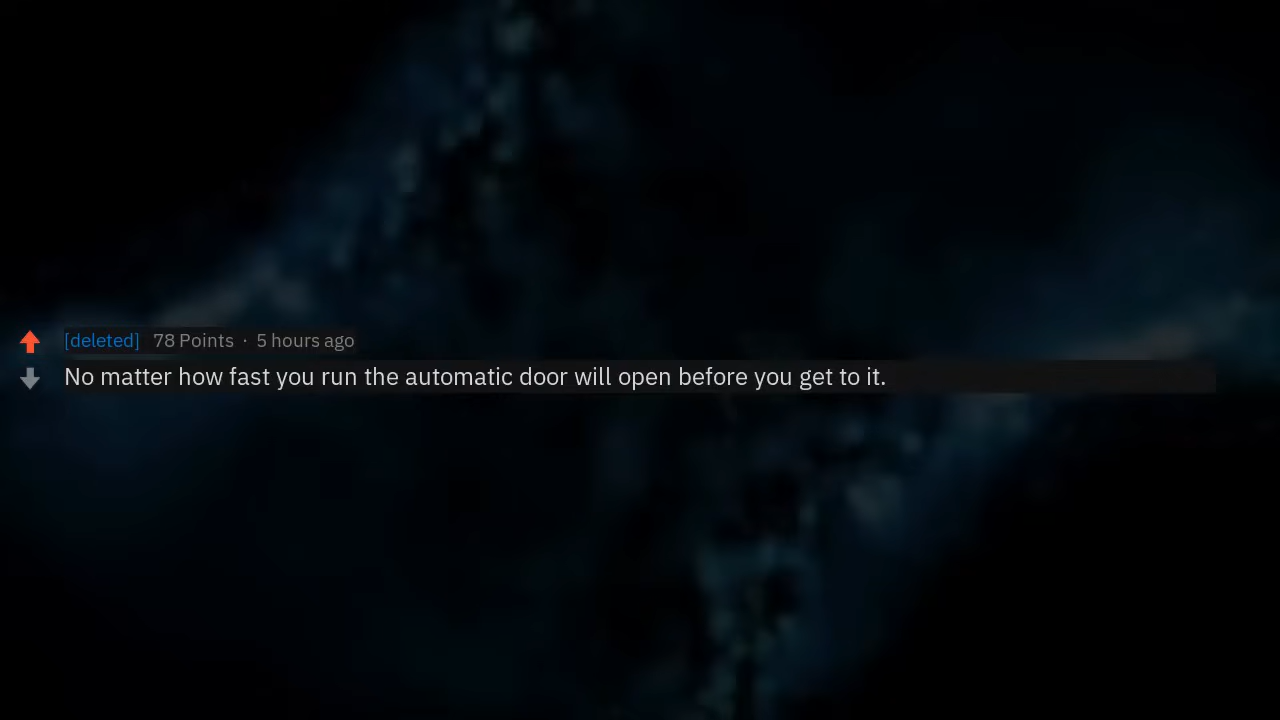 [deleted] 78 Points · 5 hours ago
No matter how fast you run the automatic door will open before you get to it.